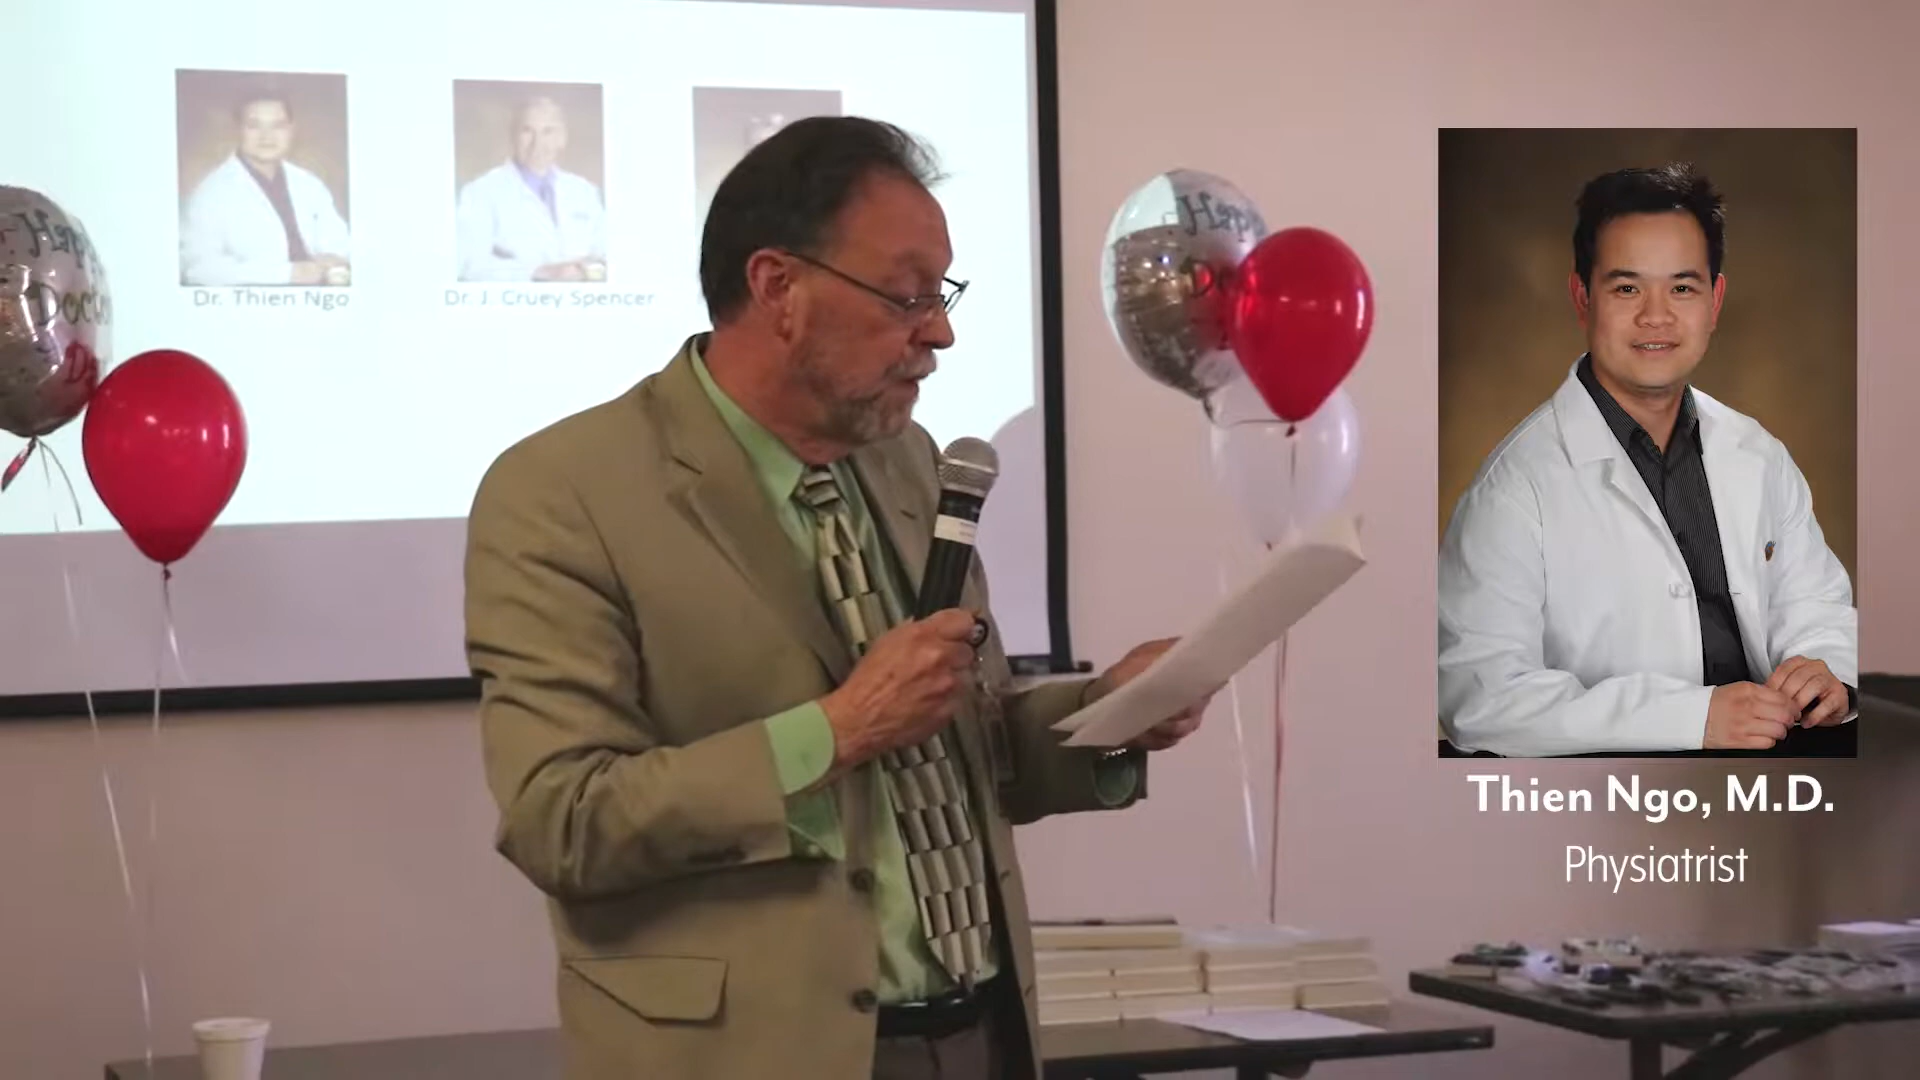 Dr. Thien Ngo
Dr. J. Cruey Spencer
Thien Ngo, M.D.
Physiatrist